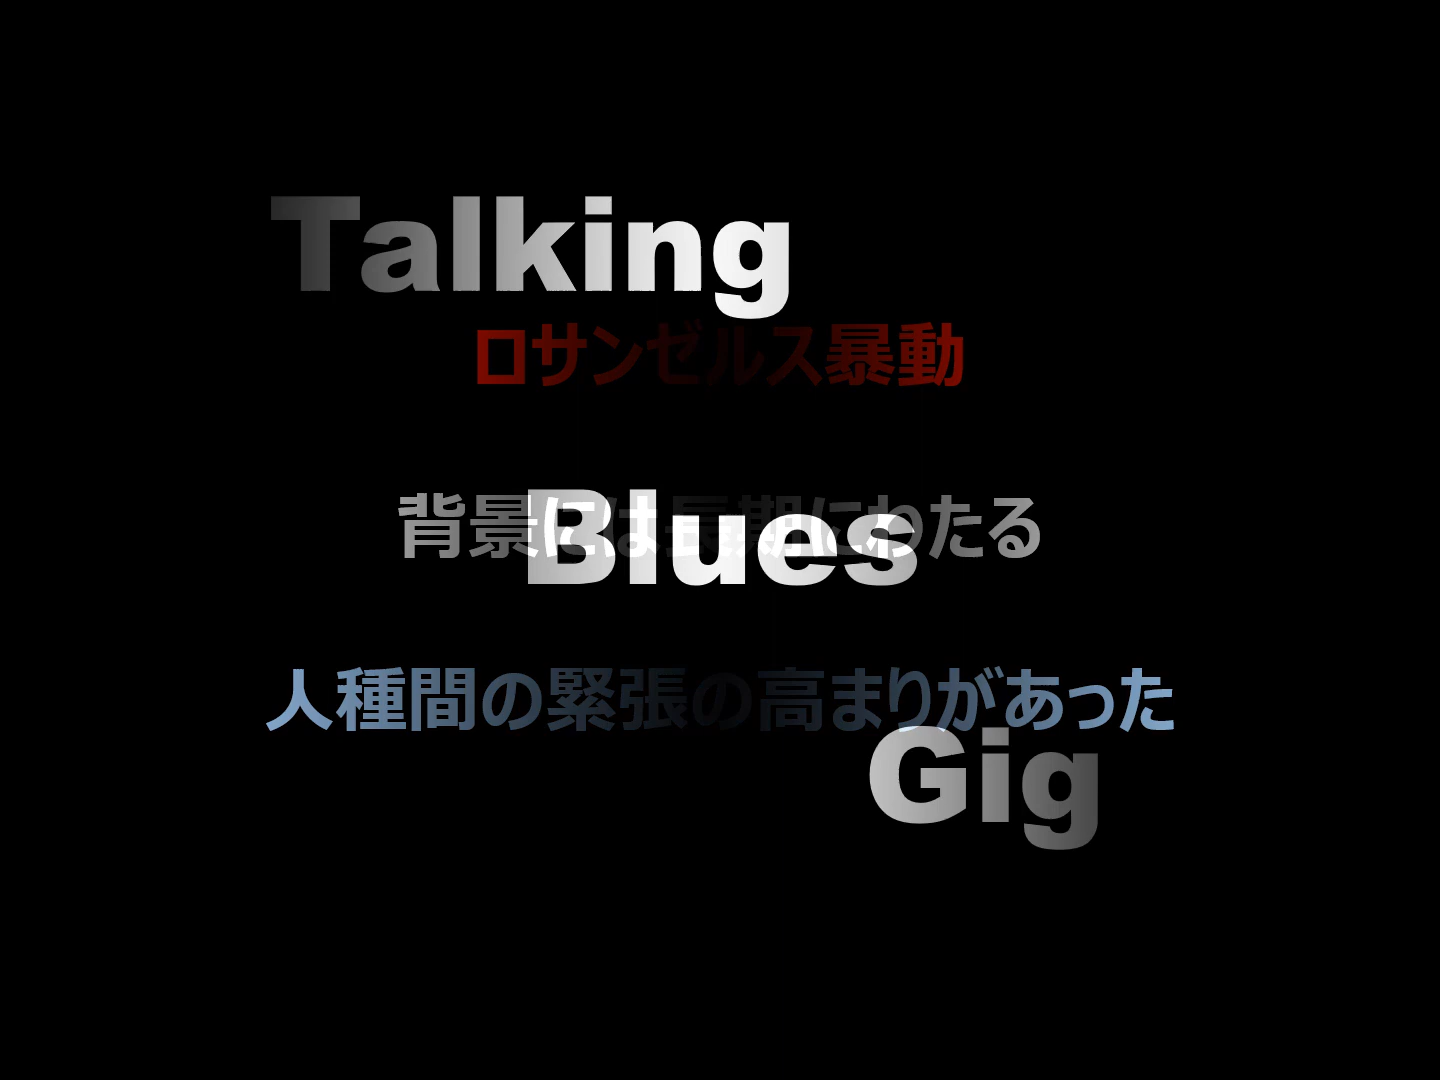 Talking
ロサンゼルス暴動
背景には長期にわたる
Blues
人種間の緊張の高まりがあった
Gig